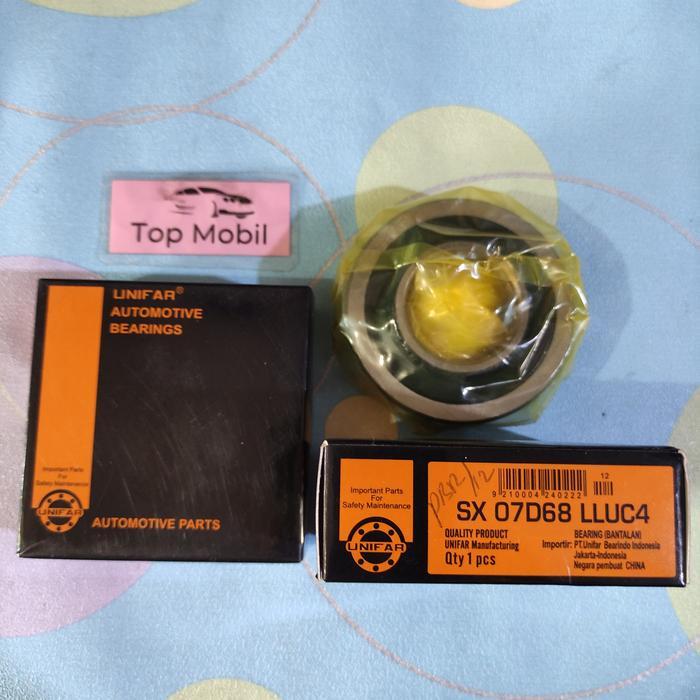 Top Mobil
UNIFAR®
AUTOMOTIVE
BEARINGS
Important Parts
For
Safety Maintenance
UNIFAR
AUTOMOTIVE PARTS
Important Parts
For
Safety Maintenance
UNIFAR
12
9 210004 240222
SX 07D68 LLUC4
QUALITY PRODUCT
UNIFAR Manufacturing
Qty 1 pcs
BEARING (BANTALAN)
Importir: PT.Unifar Bearindo Indonesia
Jakarta-Indonesia
Negara pembuat CHINA